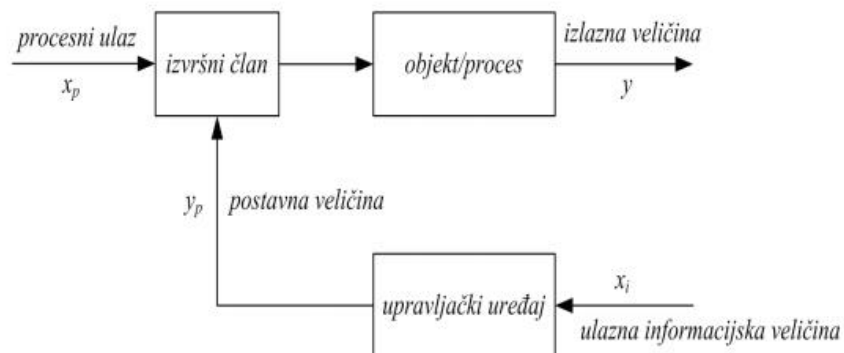 procesni ulaz
x_p
izvršni član
objekt/proces
izlazna veličina
y
y_p
postavna veličina
upravljački uređaj
x_i
ulazna informacijska veličina